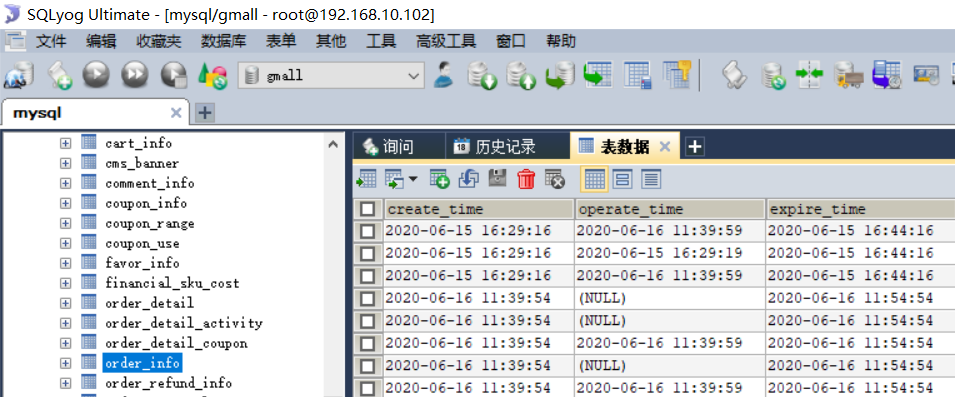 SQLyog Ultimate - [mysql/gmall - root@192.168.10.102]
文件 编辑 收藏夹 数据库 表单 其他 工具 高级工具 窗口 帮助
gmall
mysql
cart_info
cms_banner
comment_info
coupon_info
coupon_range
coupon_use
favor_info
financial_sku_cost
order_detail
order_detail_activity
order_detail_coupon
order_info
order_refund_info
询问 18 历史记录 表数据
create_time operate_time expire_time
2020-06-15 16:29:16 2020-06-16 11:39:59 2020-06-15 16:44:16
2020-06-15 16:29:16 2020-06-15 16:29:19 2020-06-15 16:44:16
2020-06-15 16:29:16 2020-06-16 11:39:59 2020-06-15 16:44:16
2020-06-16 11:39:54 (NULL) 2020-06-16 11:54:54
2020-06-16 11:39:54 (NULL) 2020-06-16 11:54:54
2020-06-16 11:39:54 2020-06-16 11:39:59 2020-06-16 11:54:54
2020-06-16 11:39:54 (NULL) 2020-06-16 11:54:54
2020-06-16 11:39:54 2020-06-16 11:39:59 2020-06-16 11:54:54